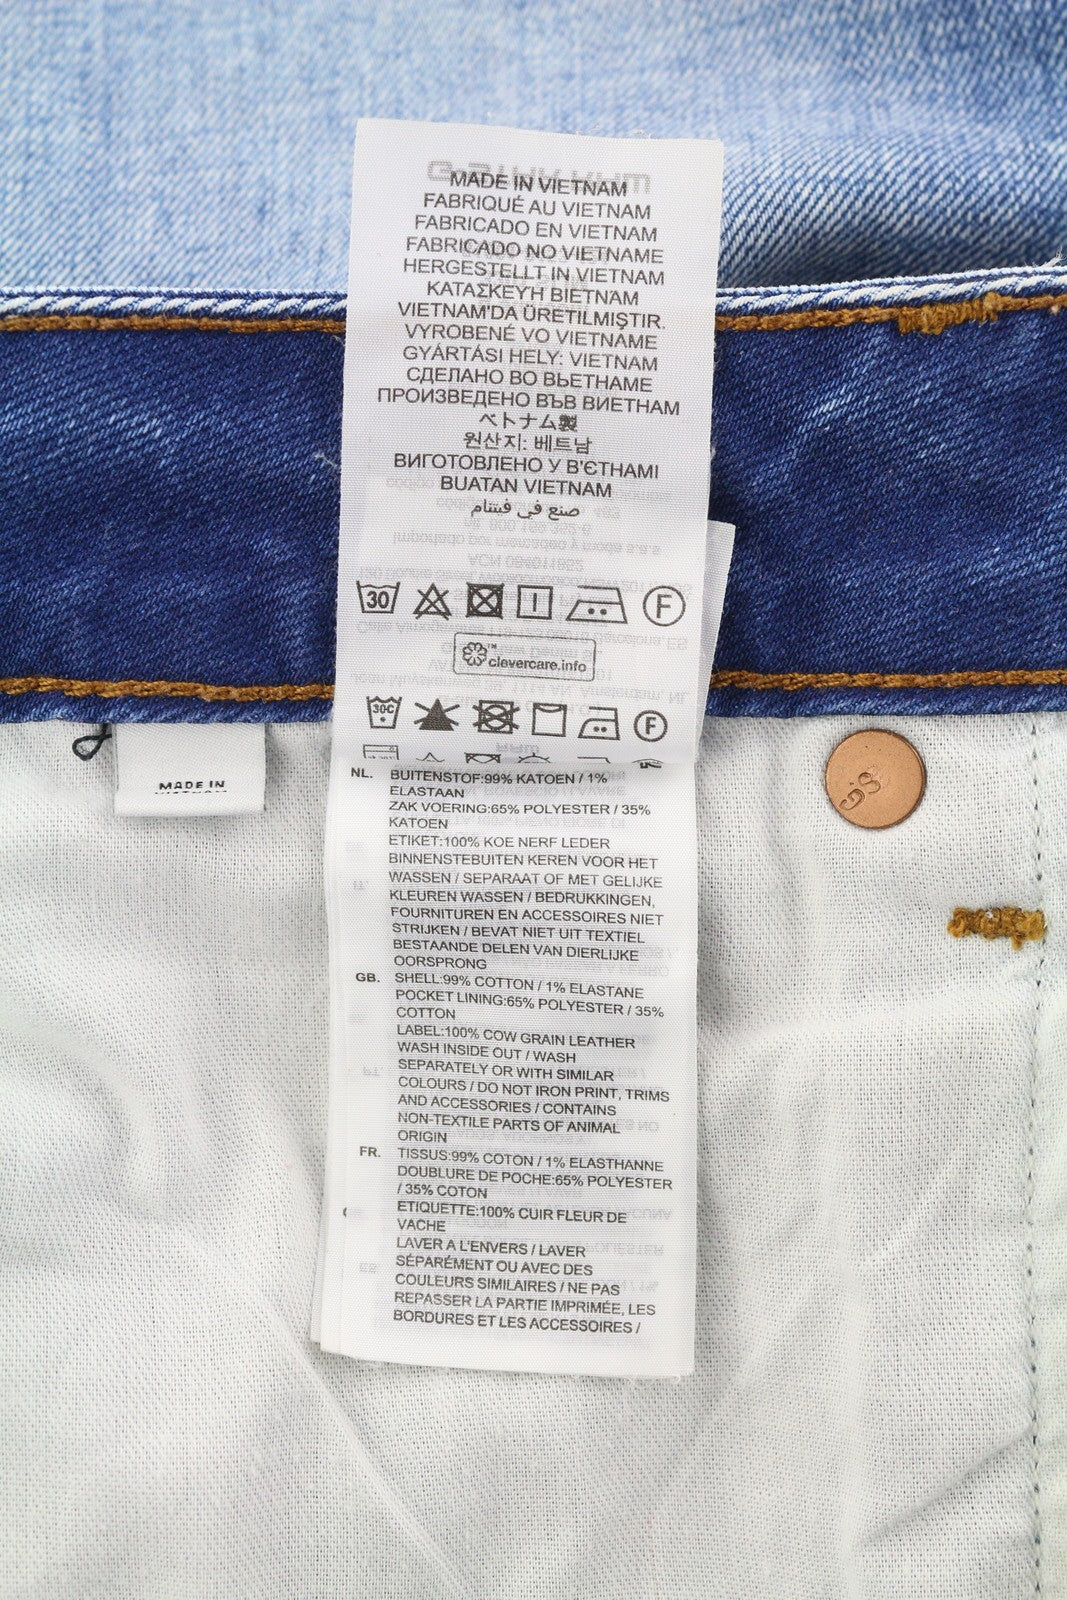 MADE IN VIETNAM
FABRIQUÉ AU VIETNAM
FABRICADO EN VIETNAM
FABRICADO NO VIETNAME
HERGESTELLT IN VIETNAM
ΚΑΤΑΣΚΕΥΗ ΒΙΕΤΝΑΜ
VIETNAM'DA ÜRETILMIŞTIR.
VYROBENÉ VO VIETNAME
GYÁRTÁSI HELY: VIETNAM
СДЕЛАНО ВО ВЬЕТНАМЕ
ПРОИЗВЕДЕНО ВЪВ ВИЕТНАМ
ベトナム製
원산지: 베트남
ВИГОТОВЛЕНО У В'ЄТНАМІ
BUATAN VIETNAM
صنع في فيتنام
30 F
™ clevercare.info
30C F
MADE IN
VIETNAM
NL. BUITENSTOF:99% KATOEN / 1%
ELASTAAN
ZAK VOERING:65% POLYESTER / 35%
KATOEN
ETIKET:100% KOE NERF LEDER
BINNENSTEBUITEN KEREN VOOR HET
WASSEN / SEPARAAT OF MET GELIJKE
KLEUREN WASSEN / BEDRUKKINGEN,
FOURNITUREN EN ACCESSOIRES NIET
STRIJKEN / BEVAT NIET UIT TEXTIEL
BESTAANDE DELEN VAN DIERLIJKE
OORSPRONG
GB. SHELL:99% COTTON / 1% ELASTANE
POCKET LINING:65% POLYESTER / 35%
COTTON
LABEL:100% COW GRAIN LEATHER
WASH INSIDE OUT / WASH
SEPARATELY OR WITH SIMILAR
COLOURS / DO NOT IRON PRINT, TRIMS
AND ACCESSORIES / CONTAINS
NON-TEXTILE PARTS OF ANIMAL
ORIGIN
FR. TISSUS:99% COTON / 1% ELASTHANNE
DOUBLURE DE POCHE:65% POLYESTER
/ 35% COTON
ETIQUETTE:100% CUIR FLEUR DE
VACHE
LAVER A L'ENVERS / LAVER
SÉPARÉMENT OU AVEC DES
COULEURS SIMILAIRES / NE PAS
REPASSER LA PARTIE IMPRIMÉE, LES
BORDURES ET LES ACCESSOIRES /